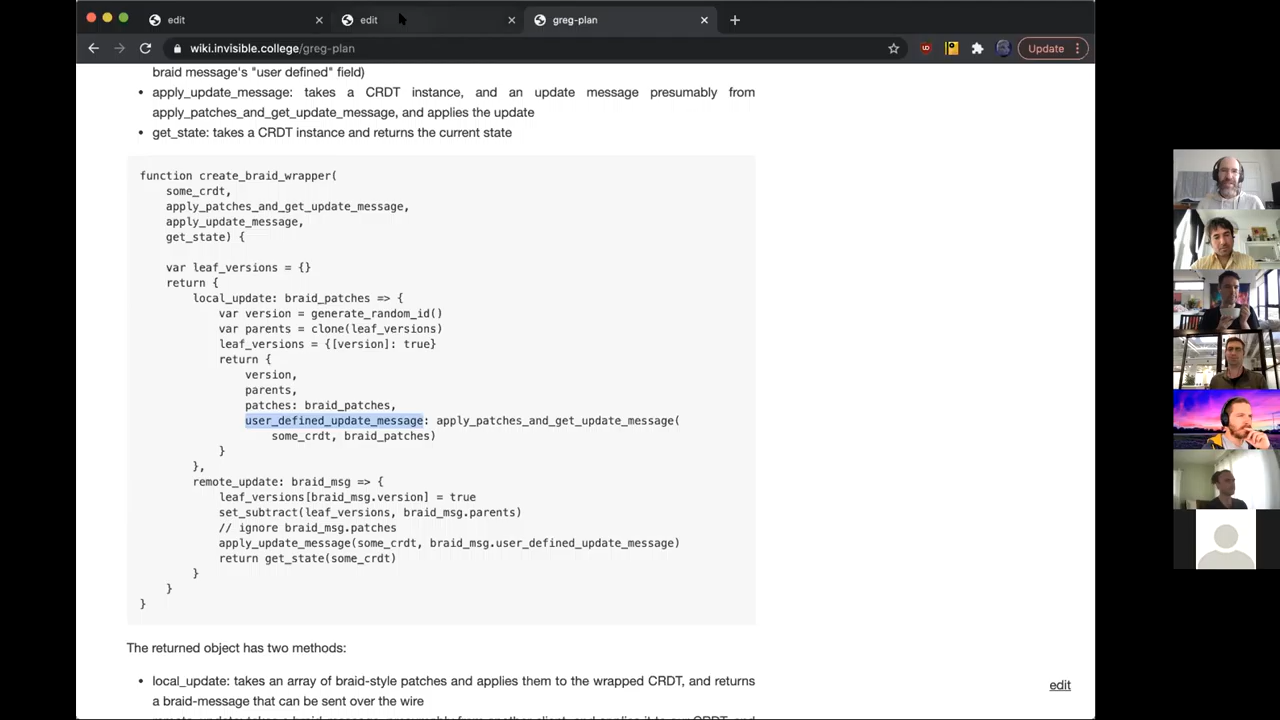 edit
edit
greg-plan
wiki.invisible.college/greg-plan
Update
braid message's "user defined" field)
• apply_update_message: takes a CRDT instance, and an update message presumably from
apply_patches_and_get_update_message, and applies the update
• get_state: takes a CRDT instance and returns the current state
function create_braid_wrapper(
    some_crdt,
    apply_patches_and_get_update_message,
    apply_update_message,
    get_state) {
    var leaf_versions = {}
    return {
        local_update: braid_patches => {
            var version = generate_random_id()
            var parents = clone(leaf_versions)
            leaf_versions = {[version]: true}
            return {
                version,
                parents,
                patches: braid_patches,
                user_defined_update_message: apply_patches_and_get_update_message(
                    some_crdt, braid_patches)
            }
        },
        remote_update: braid_msg => {
            leaf_versions[braid_msg.version] = true
            set_subtract(leaf_versions, braid_msg.parents)
            // ignore braid_msg.patches
            apply_update_message(some_crdt, braid_msg.user_defined_update_message)
            return get_state(some_crdt)
        }
    }
}
The returned object has two methods:
• local_update: takes an array of braid-style patches and applies them to the wrapped CRDT, and returns
a braid-message that can be sent over the wire
edit